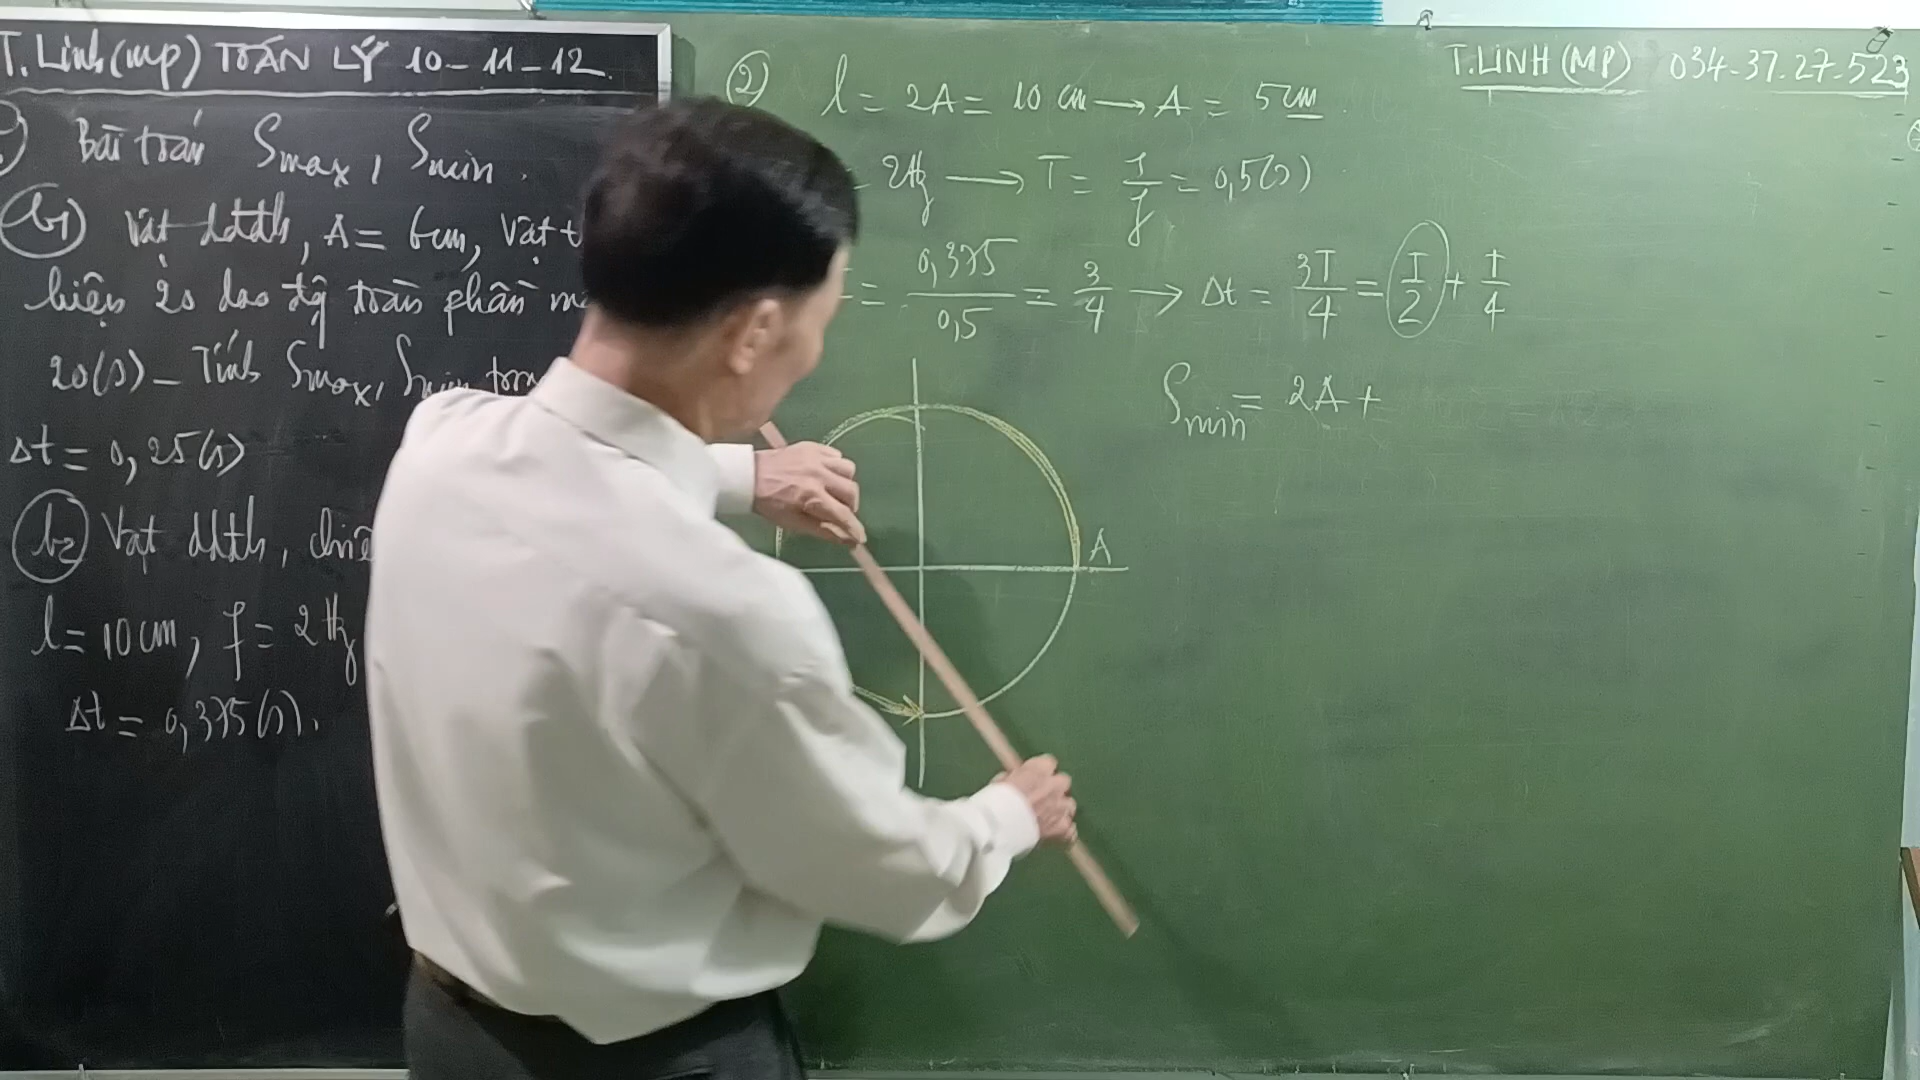 T. Linh (MP) TOÁN LÝ 10-11-12.
Bài toán Smax, Smin.
b1) Vật dđđh, A = 6cm, Vật t
hiện 20 dao độ toàn phần m
20(s) - Tính Smax, Smin tron
Δt = 0,25(s)
b2) Vật dđđh, chiề
l = 10cm, f = 2Hz
Δt = 0,375(s).
T. LINH (MP) 034-37.27.523
2) l = 2A = 10 cm → A = 5cm
= 2Hz → T = 1/f = 0,5(s)
= 0,375/0,5 = 3/4 → Δt = 3T/4 = T/2 + T/4
Smin = 2A +
A